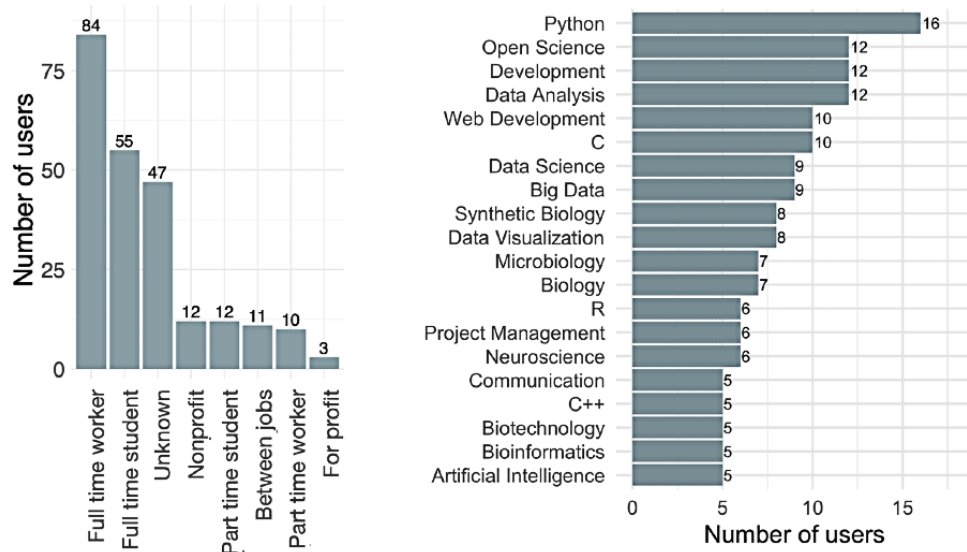 Number of users
75
50
25
0
84
55
47
12
12
11
10
3
Full time worker
Full time student
Unknown
Nonprofit
Part time student
Between jobs
Part time worker
For profit
Python 16
Open Science 12
Development 12
Data Analysis 12
Web Development 10
C 10
Data Science 9
Big Data 9
Synthetic Biology 8
Data Visualization 8
Microbiology 7
Biology 7
R 6
Project Management 6
Neuroscience 6
Communication 5
C++ 5
Biotechnology 5
Bioinformatics 5
Artificial Intelligence 5
0 5 10 15
Number of users